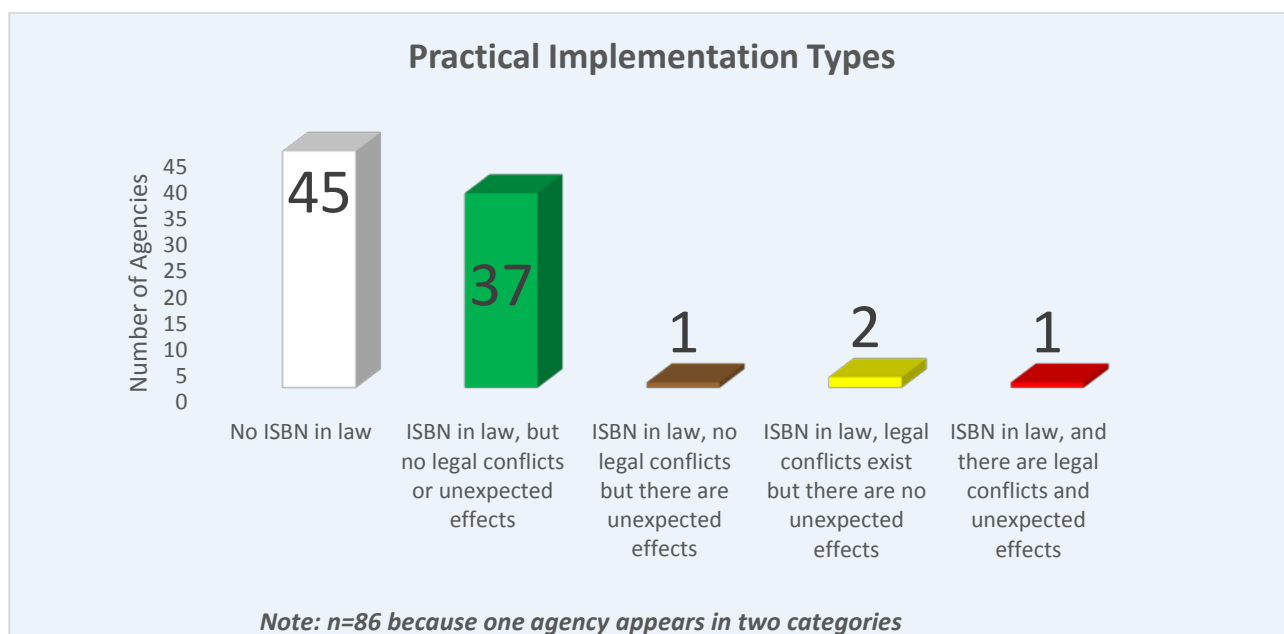 Practical Implementation Types
Number of Agencies
45
40
35
30
25
20
15
10
5
0
45
37
1
2
1
No ISBN in law
ISBN in law, but
no legal conflicts
or unexpected
effects
ISBN in law, no
legal conflicts
but there are
unexpected
effects
ISBN in law, legal
conflicts exist
but there are no
unexpected
effects
ISBN in law, and
there are legal
conflicts and
unexpected
effects
Note: n=86 because one agency appears in two categories